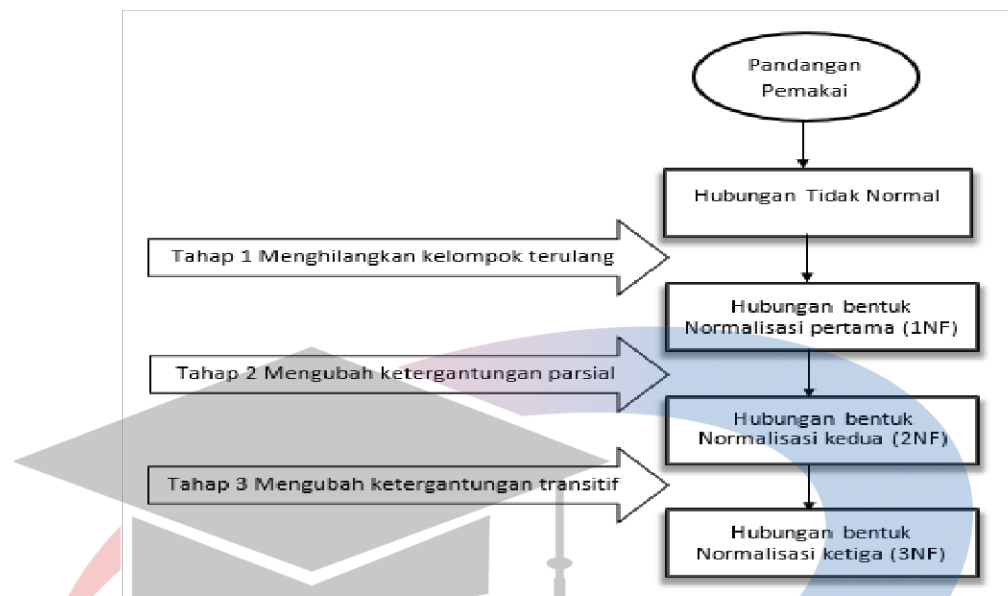 Pandangan
Pemakai
Hubungan Tidak Normal
Tahap 1 Menghilangkan kelompok terulang
Hubungan bentuk
Normalisasi pertama (1NF)
Tahap 2 Mengubah ketergantungan parsial
Hubungan bentuk
Normalisasi kedua (2NF)
Tahap 3 Mengubah ketergantungan transitif
Hubungan bentuk
Normalisasi ketiga (3NF)